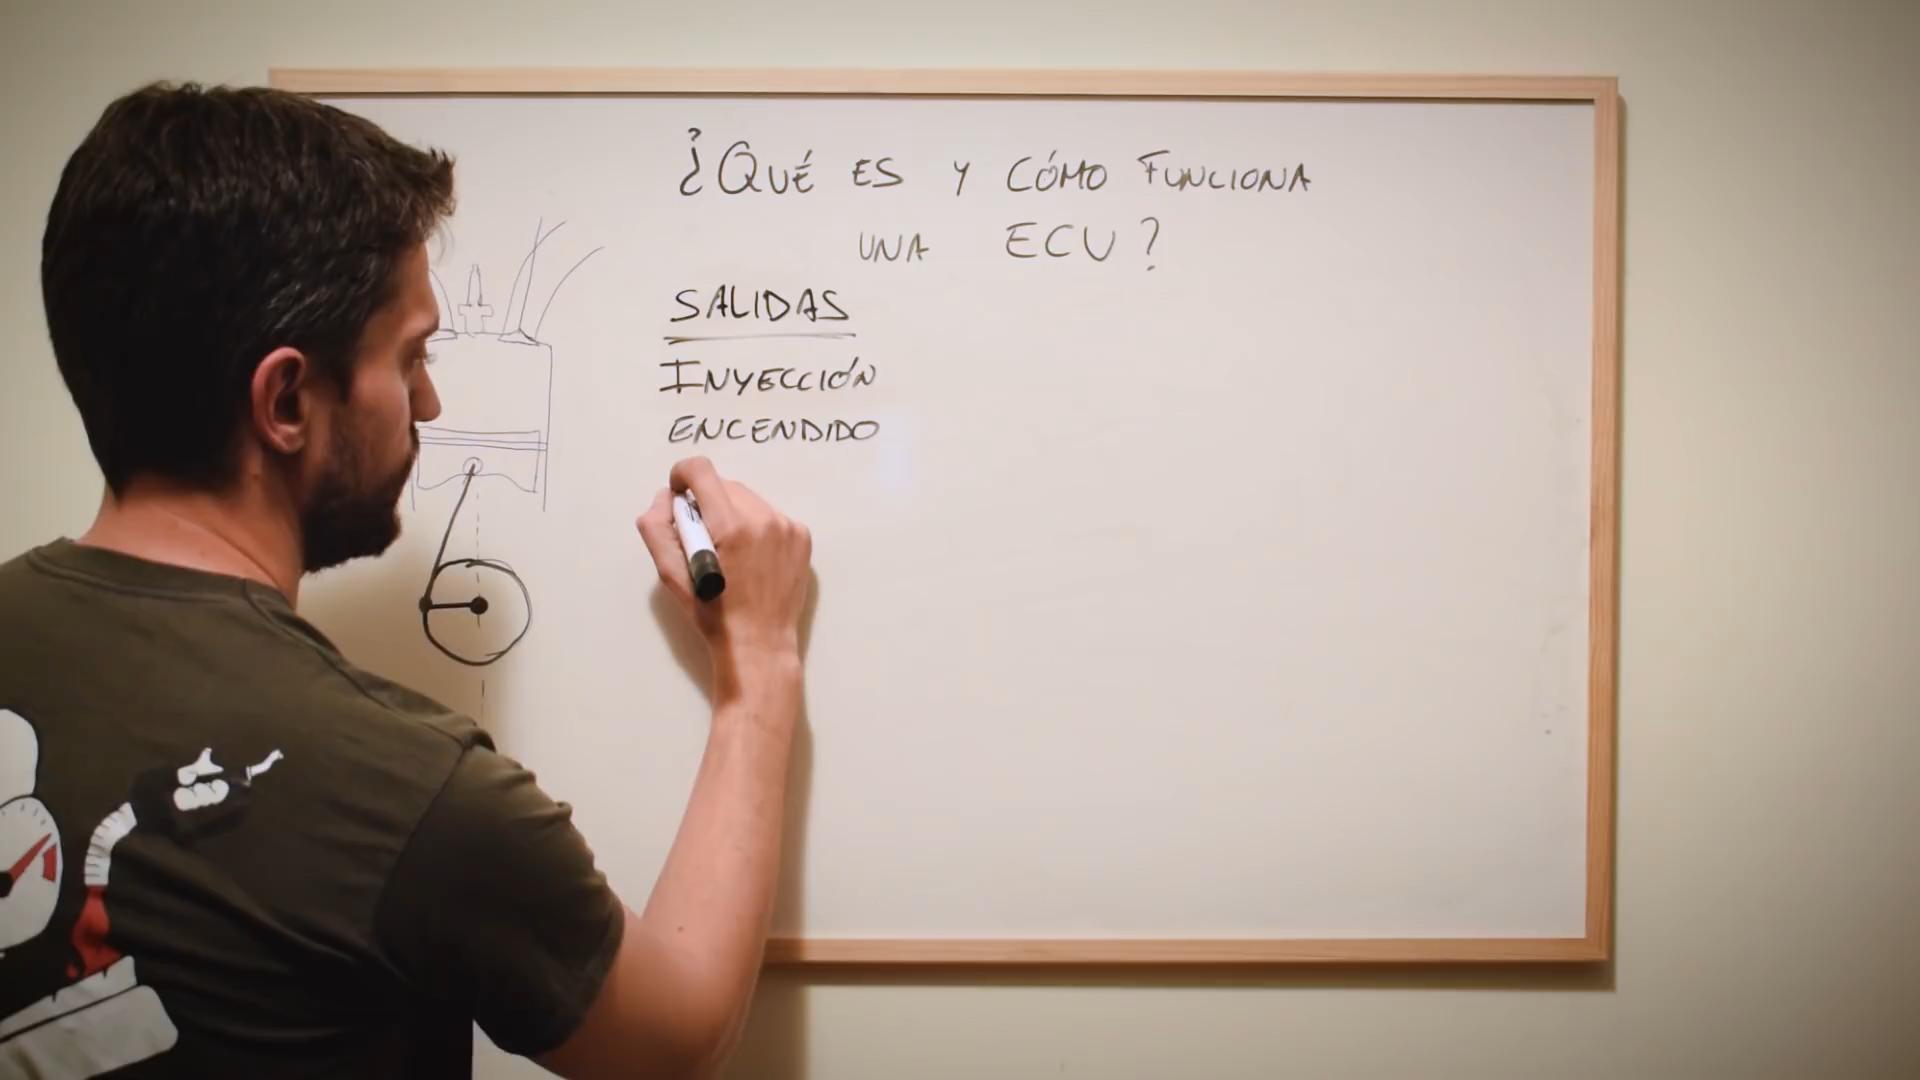 ¿QUÉ ES Y CÓMO FUNCIONA
UNA ECU?
SALIDAS
INYECCIÓN
ENCENDIDO